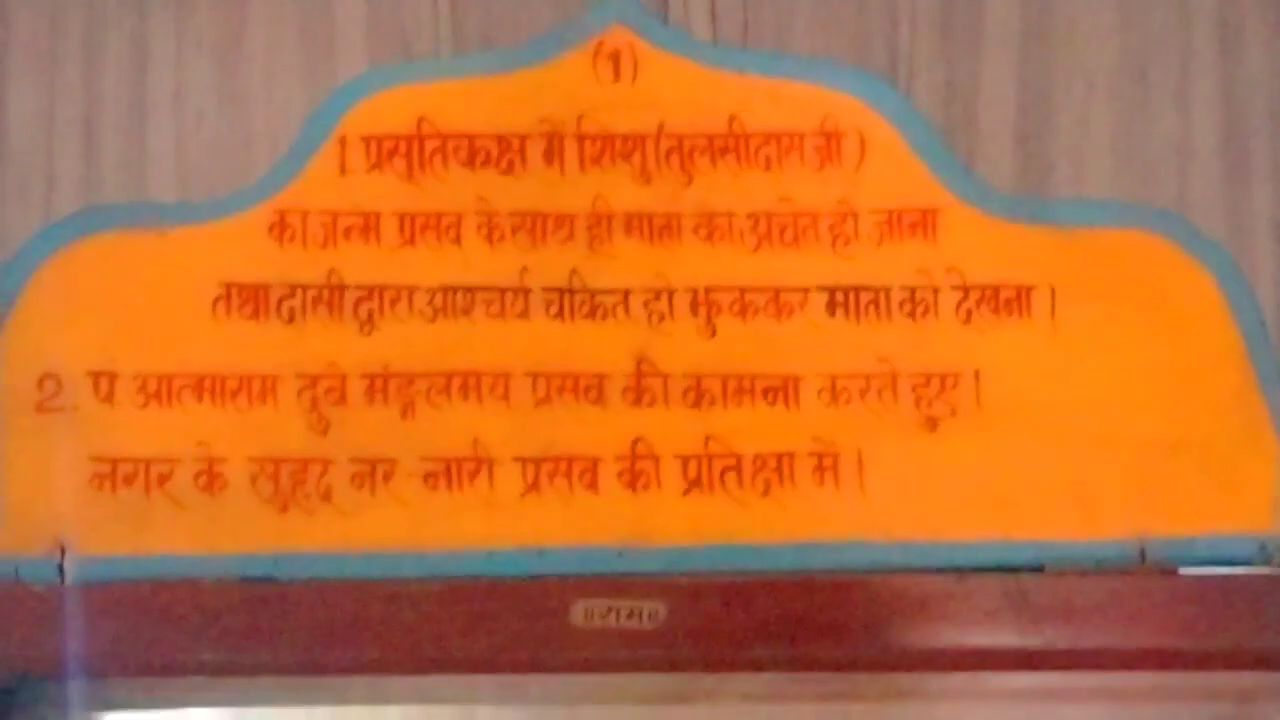 (1)
1 प्रसुतिकक्ष में शिशु (तुलसीदास जी)
का जन्म प्रसव के साथ ही माता का अचेत हो जाना
तथा दासी द्वारा आश्चर्य चकित हो झुककर माता को देखना।
2. पं आत्माराम दुबे मंङ्गलमय प्रसव की कामना करते हुए।
नगर के सुहृद नर-नारी प्रसव की प्रतिक्षा में।
॥राम॥